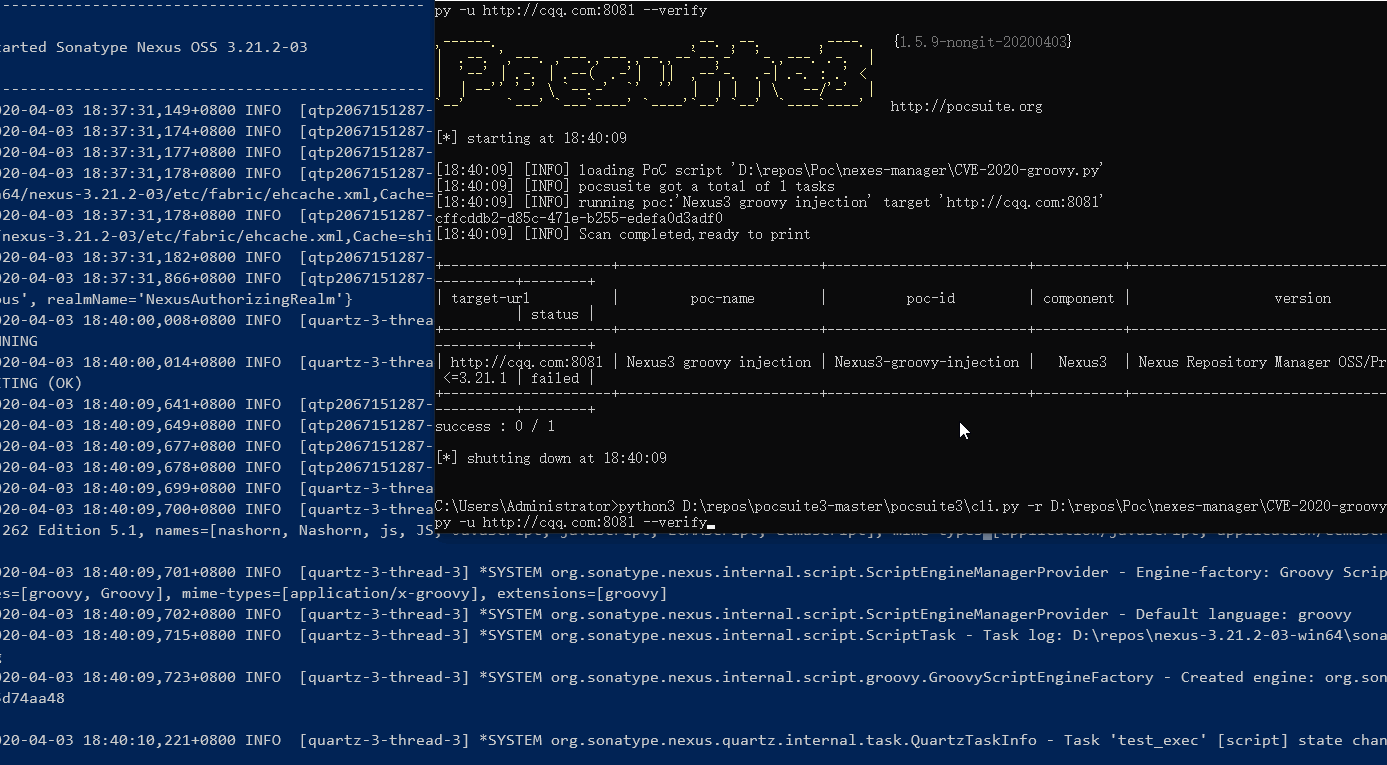 arted Sonatype Nexus OSS 3.21.2-03
020-04-03 18:37:31,149+0800 INFO  [qtp2067151287-
020-04-03 18:37:31,174+0800 INFO  [qtp2067151287-
020-04-03 18:37:31,177+0800 INFO  [qtp2067151287-
020-04-03 18:37:31,178+0800 INFO  [qtp2067151287-
64/nexus-3.21.2-03/etc/fabric/ehcache.xml,Cache=
020-04-03 18:37:31,178+0800 INFO  [qtp2067151287-
/nexus-3.21.2-03/etc/fabric/ehcache.xml,Cache=shi
020-04-03 18:37:31,182+0800 INFO  [qtp2067151287-
020-04-03 18:37:31,866+0800 INFO  [qtp2067151287-
ous', realmName='NexusAuthorizingRealm'}
020-04-03 18:40:00,008+0800 INFO  [quartz-3-threa
NNING
020-04-03 18:40:00,014+0800 INFO  [quartz-3-threa
TING (OK)
020-04-03 18:40:09,641+0800 INFO  [qtp2067151287-
020-04-03 18:40:09,649+0800 INFO  [qtp2067151287-
020-04-03 18:40:09,677+0800 INFO  [qtp2067151287-
020-04-03 18:40:09,678+0800 INFO  [qtp2067151287-
020-04-03 18:40:09,699+0800 INFO  [quartz-3-threa
020-04-03 18:40:09,700+0800 INFO  [quartz-3-threa
262 Edition 5.1, names=[nashorn, Nashorn, js, JS,
020-04-03 18:40:09,701+0800 INFO  [quartz-3-thread-3] *SYSTEM org.sonatype.nexus.internal.script.ScriptEngineManagerProvider - Engine-factory: Groovy Scrip
es=[groovy, Groovy], mime-types=[application/x-groovy], extensions=[groovy]
020-04-03 18:40:09,702+0800 INFO  [quartz-3-thread-3] *SYSTEM org.sonatype.nexus.internal.script.ScriptEngineManagerProvider - Default language: groovy
020-04-03 18:40:09,715+0800 INFO  [quartz-3-thread-3] *SYSTEM org.sonatype.nexus.internal.script.ScriptTask - Task log: D:\repos\nexus-3.21.2-03-win64\sona
g
020-04-03 18:40:09,723+0800 INFO  [quartz-3-thread-3] *SYSTEM org.sonatype.nexus.internal.script.groovy.GroovyScriptEngineFactory - Created engine: org.son
d74aa48
020-04-03 18:40:10,221+0800 INFO  [quartz-3-thread-3] *SYSTEM org.sonatype.nexus.quartz.internal.task.QuartzTaskInfo - Task 'test_exec' [script] state chan
py -u http://cqq.com:8081 --verify
Pocsuite3 {1.5.9-nongit-20200403}
http://pocsuite.org
[*] starting at 18:40:09
[18:40:09] [INFO] loading PoC script 'D:\repos\Poc\nexes-manager\CVE-2020-groovy.py'
[18:40:09] [INFO] pocsusite got a total of 1 tasks
[18:40:09] [INFO] running poc:'Nexus3 groovy injection' target 'http://cqq.com:8081'
cffcddb2-d85c-471e-b255-edefa0d3adf0
[18:40:09] [INFO] Scan completed,ready to print
| target-url | poc-name | poc-id | component | version
| status |
| http://cqq.com:8081 | Nexus3 groovy injection | Nexus3-groovy-injection | Nexus3 | Nexus Repository Manager OSS/Pr
<=3.21.1 | failed |
success : 0 / 1
[*] shutting down at 18:40:09
C:\Users\Administrator>python3 D:\repos\pocsuite3-master\pocsuite3\cli.py -r D:\repos\Poc\nexes-manager\CVE-2020-groovy
py -u http://cqq.com:8081 --verify